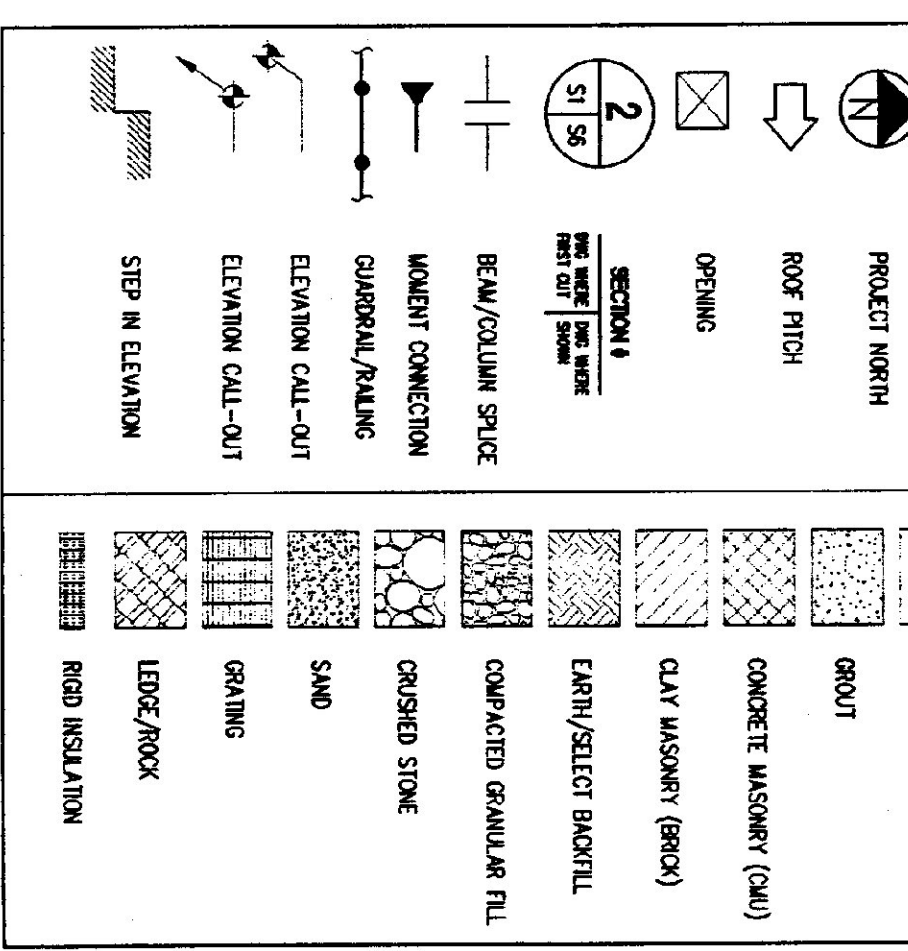 N
PROJECT NORTH
ROOF PITCH
OPENING
2
S1 S6
SECTION #
DWG WHERE FIRST CUT
DWG WHERE SHOWN
BEAM/COLUMN SPLICE
MOMENT CONNECTION
GUARDRAIL/RAILING
ELEVATION CALL-OUT
ELEVATION CALL-OUT
STEP IN ELEVATION
GROUT
CONCRETE MASONRY (CMU)
CLAY MASONRY (BRICK)
EARTH/SELECT BACKFILL
COMPACTED GRANULAR FILL
CRUSHED STONE
SAND
GRATING
LEDGE/ROCK
RIGID INSULATION